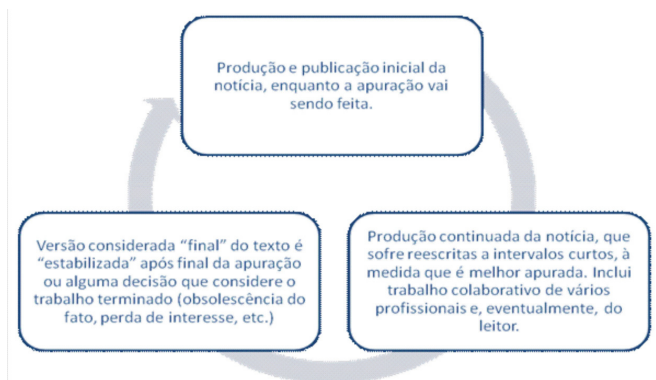 Produção e publicação inicial da
notícia, enquanto a apuração vai
sendo feita.
Produção continuada da notícia, que
sofre reescritas a intervalos curtos, à
medida que é melhor apurada. Inclui
trabalho colaborativo de vários
profissionais e, eventualmente, do
leitor.
Versão considerada “final” do texto é
“estabilizada” após final da apuração
ou alguma decisão que considere o
trabalho terminado (obsolescência do
fato, perda de interesse, etc.)